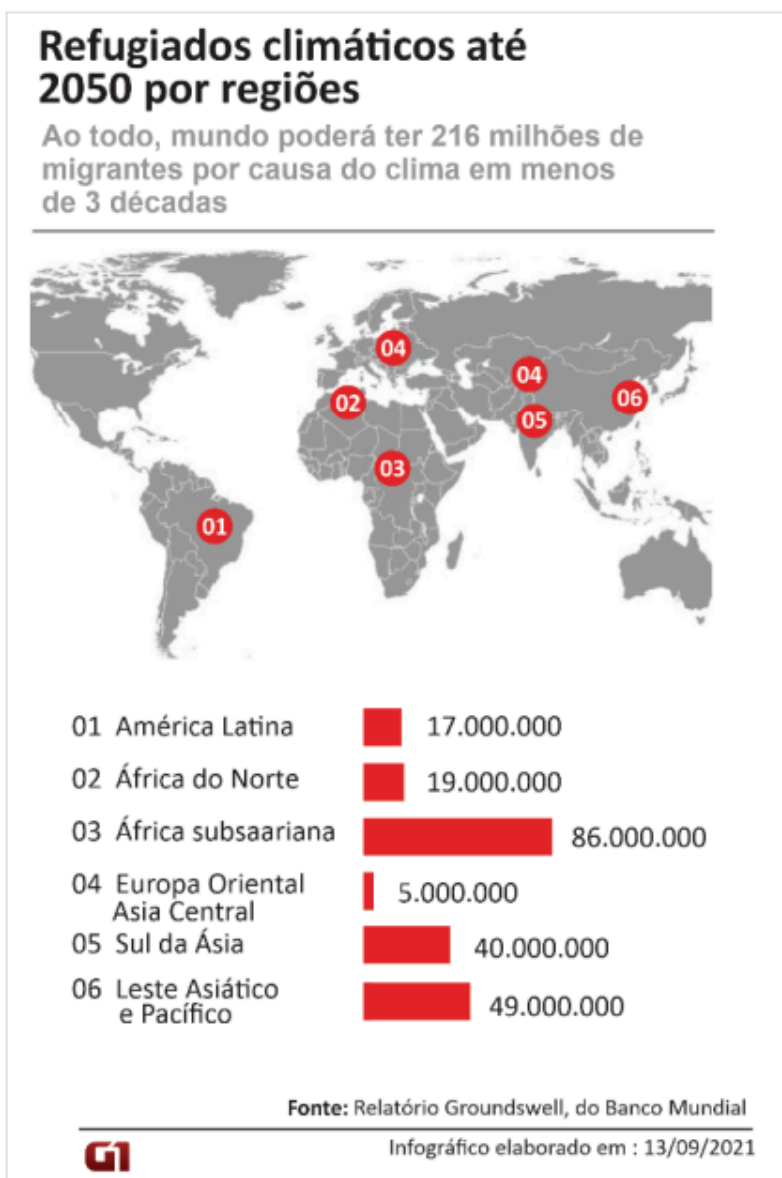 Refugiados climáticos até
2050 por regiões
Ao todo, mundo poderá ter 216 milhões de
migrantes por causa do clima em menos
de 3 décadas
04
04
06
02
05
03
01
01 América Latina 17.000.000
02 África do Norte 19.000.000
03 África subsaariana 86.000.000
04 Europa Oriental
Asia Central 5.000.000
05 Sul da Ásia 40.000.000
06 Leste Asiático
e Pacífico 49.000.000
Fonte: Relatório Groundswell, do Banco Mundial
G1
Infográfico elaborado em : 13/09/2021